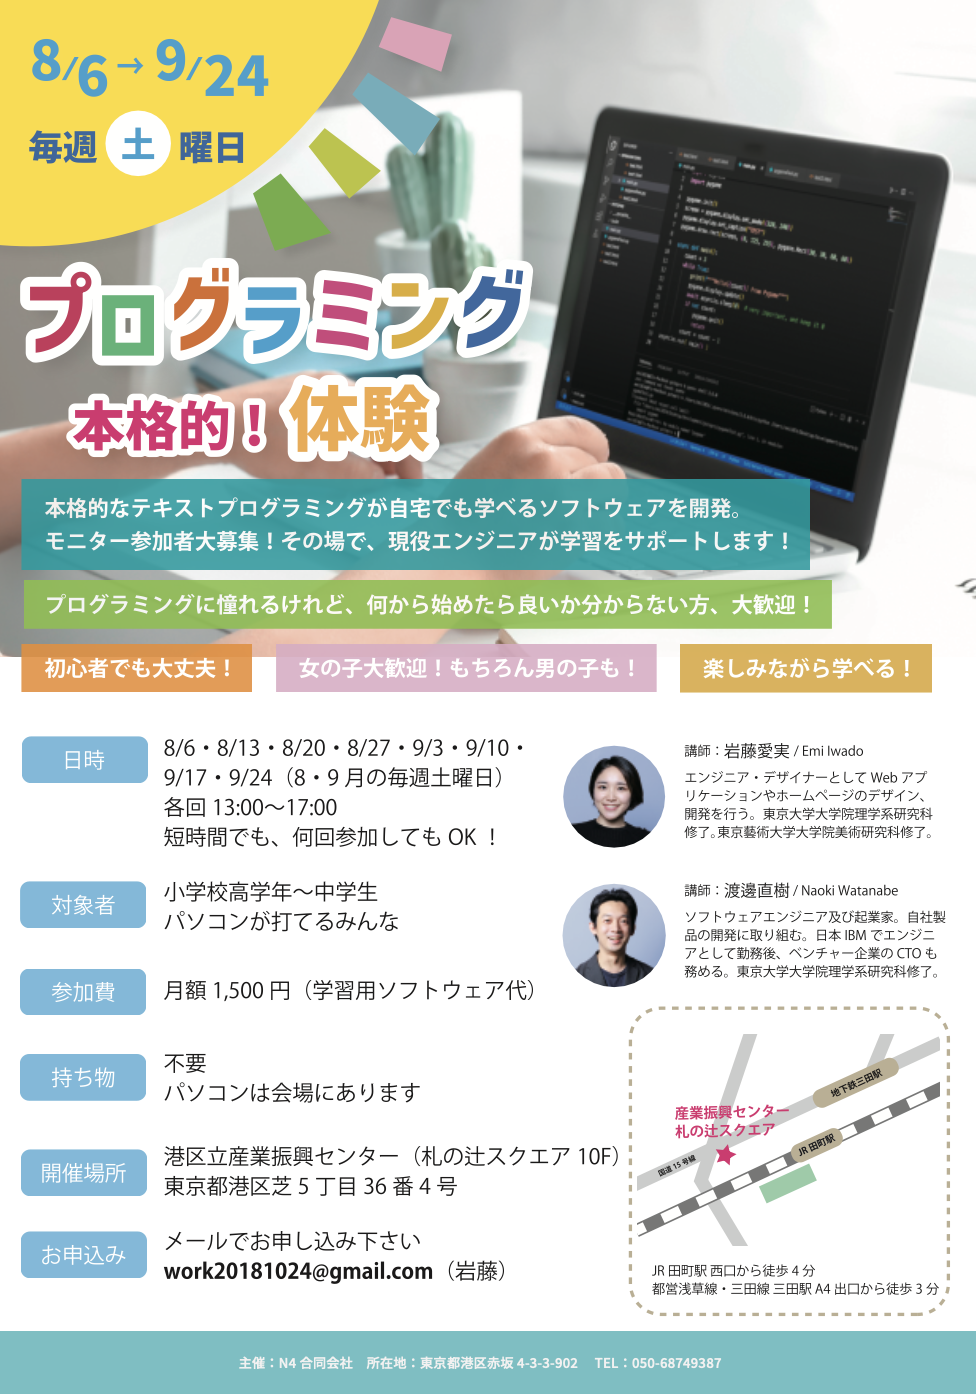 8/6→9/24
毎週 土 曜日
プログラミング
本格的！体験
本格的なテキストプログラミングが自宅でも学べるソフトウェアを開発。
モニター参加者大募集！その場で、現役エンジニアが学習をサポートします！
プログラミングに憧れるけれど、何から始めたら良いか分からない方、大歓迎！
初心者でも大丈夫！
女の子大歓迎！もちろん男の子も！
楽しみながら学べる！
日時
8/6・8/13・8/20・8/27・9/3・9/10・
9/17・9/24（8・9月の毎週土曜日）
各回 13:00〜17:00
短時間でも、何回参加しても OK ！
対象者
小学校高学年〜中学生
パソコンが打てるみんな
参加費
月額 1,500 円（学習用ソフトウェア代）
持ち物
不要
パソコンは会場にあります
開催場所
港区立産業振興センター（札の辻スクエア 10F）
東京都港区芝 5 丁目 36 番 4 号
お申込み
メールでお申し込み下さい
work20181024@gmail.com（岩藤）
講師：岩藤愛実 / Emi Iwado
エンジニア・デザイナーとして Web アプ
リケーションやホームページのデザイン、
開発を行う。東京大学大学院理学系研究科
修了。東京藝術大学大学院美術研究科修了。
講師：渡邊直樹 / Naoki Watanabe
ソフトウェアエンジニア及び起業家。自社製
品の開発に取り組む。日本 IBM でエンジニ
アとして勤務後、ベンチャー企業の CTO も
務める。東京大学大学院理学系研究科修了。
産業振興センター
札の辻スクエア
地下鉄三田駅
JR 田町駅
国道 15 号線
JR 田町駅 西口から徒歩 4 分
都営浅草線・三田線 三田駅 A4 出口から徒歩 3 分
主催：N4 合同会社　所在地：東京都港区赤坂 4-3-3-902　TEL：050-68749387